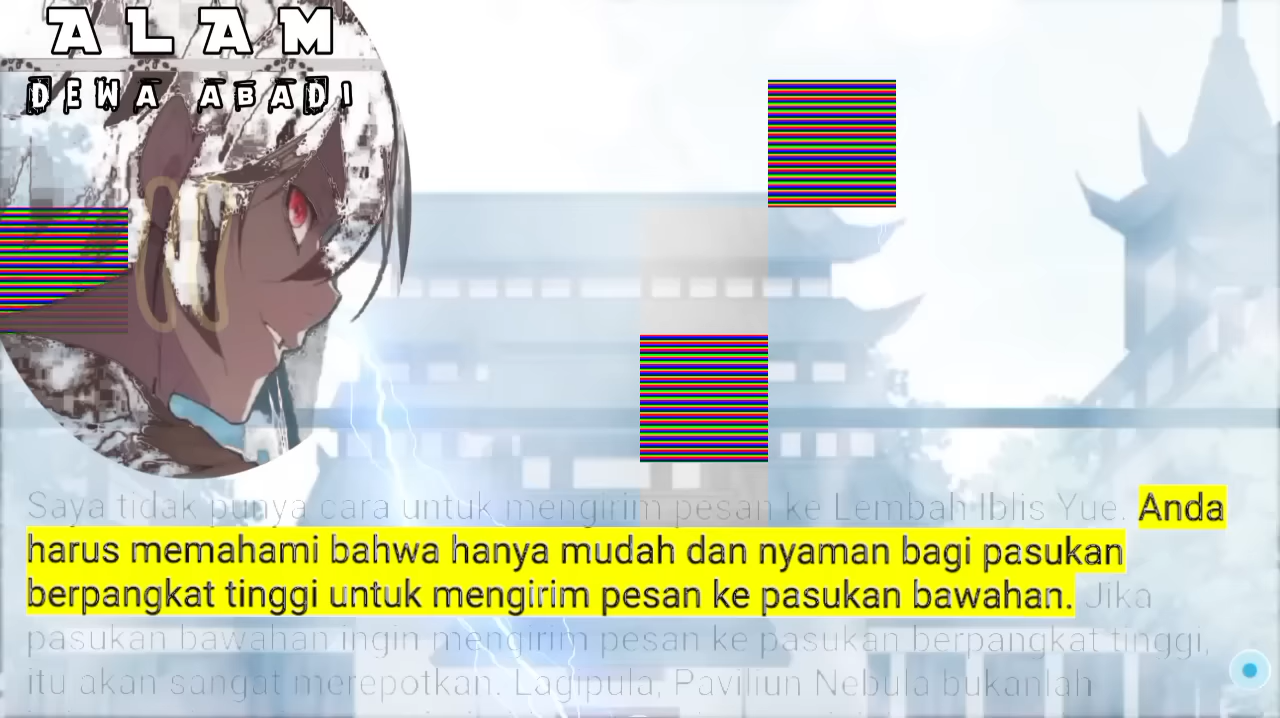 ALAM
DEWA ABADI
Saya tidak punya cara untuk mengirim pesan ke Lembah Iblis Yue. Anda
harus memahami bahwa hanya mudah dan nyaman bagi pasukan
berpangkat tinggi untuk mengirim pesan ke pasukan bawahan. Jika
pasukan bawahan ingin mengirim pesan ke pasukan berpangkat tinggi,
itu akan sangat merepotkan. Lagipula, Paviliun Nebula bukanlah